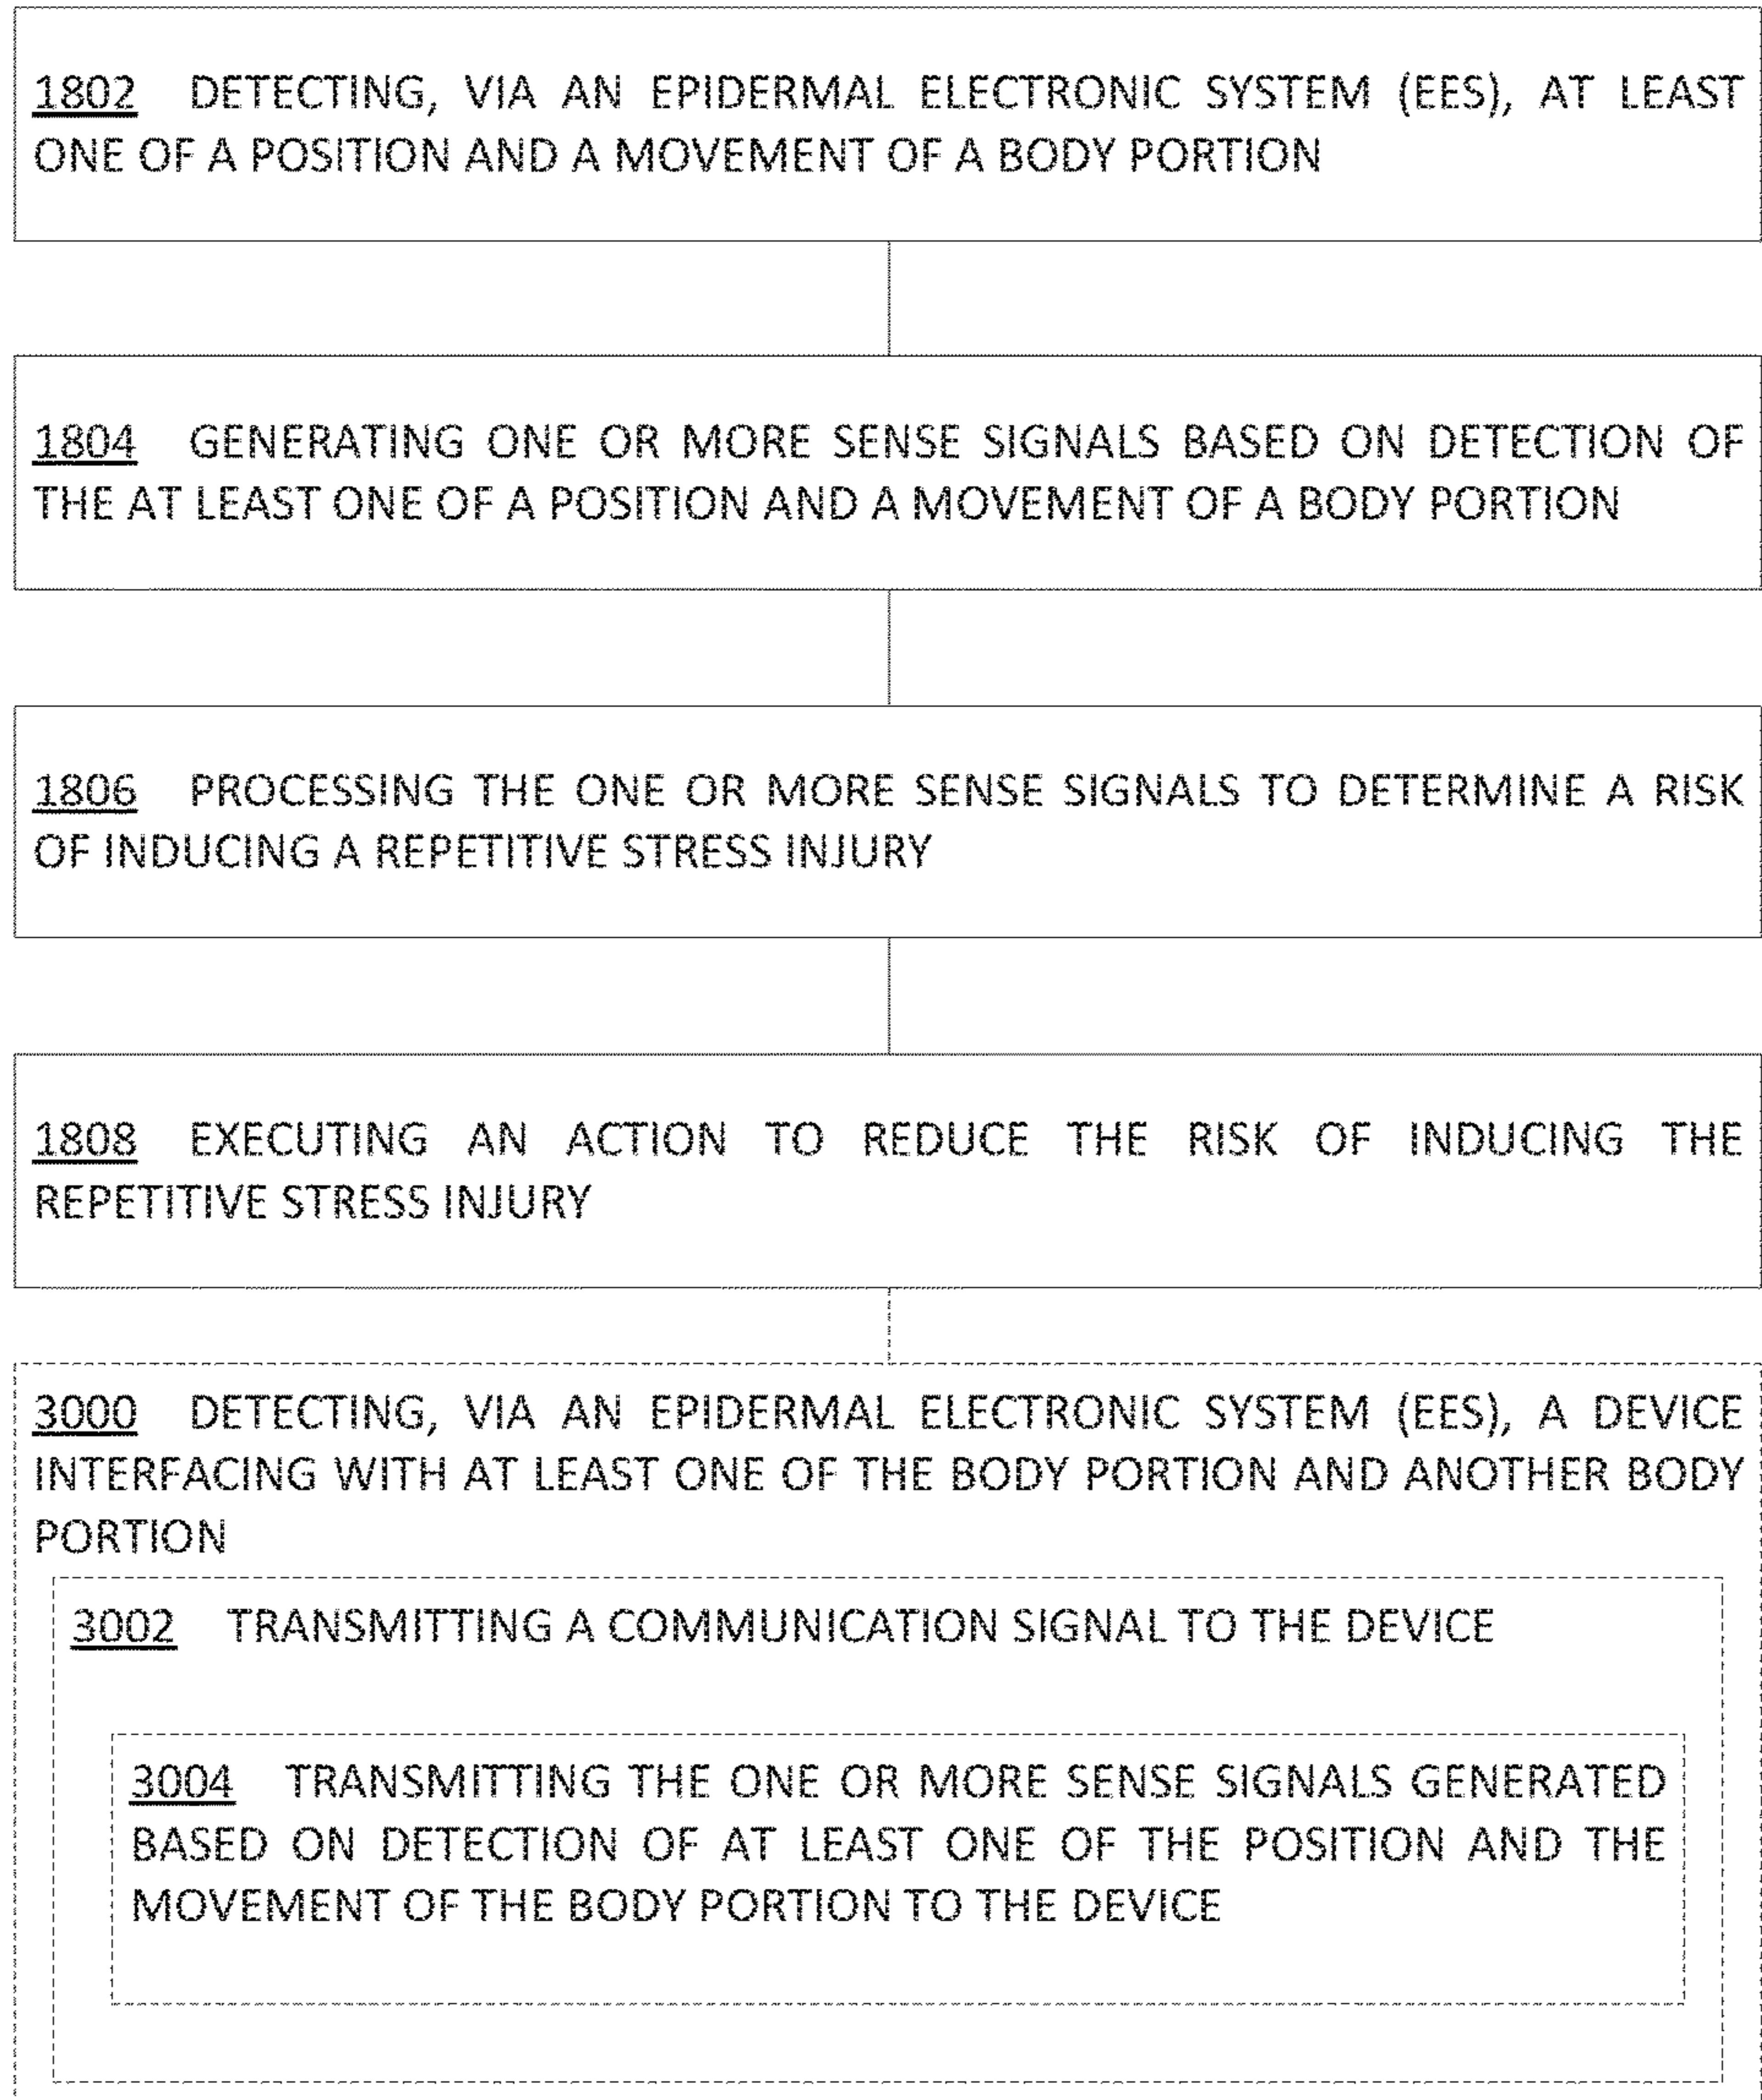 1802 DETECTING, VIA AN EPIDERMAL ELECTRONIC SYSTEM (EES), AT LEAST
ONE OF A POSITION AND A MOVEMENT OF A BODY PORTION
1804 GENERATING ONE OR MORE SENSE SIGNALS BASED ON DETECTION OF
THE AT LEAST ONE OF A POSITION AND A MOVEMENT OF A BODY PORTION
1806 PROCESSING THE ONE OR MORE SENSE SIGNALS TO DETERMINE A RISK
OF INDUCING A REPETITIVE STRESS INJURY
1808 EXECUTING AN ACTION TO REDUCE THE RISK OF INDUCING THE
REPETITIVE STRESS INJURY
3000 DETECTING, VIA AN EPIDERMAL ELECTRONIC SYSTEM (EES), A DEVICE
INTERFACING WITH AT LEAST ONE OF THE BODY PORTION AND ANOTHER BODY
PORTION
3002 TRANSMITTING A COMMUNICATION SIGNAL TO THE DEVICE
3004 TRANSMITTING THE ONE OR MORE SENSE SIGNALS GENERATED
BASED ON DETECTION OF AT LEAST ONE OF THE POSITION AND THE
MOVEMENT OF THE BODY PORTION TO THE DEVICE